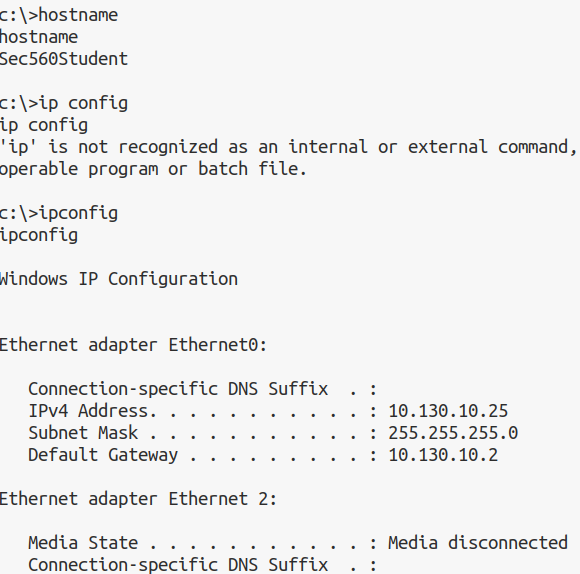 c:\>hostname
hostname
Sec560Student
c:\>ip config
ip config
'ip' is not recognized as an internal or external command,
operable program or batch file.
c:\>ipconfig
ipconfig
Windows IP Configuration
Ethernet adapter Ethernet0:
Connection-specific DNS Suffix  . :
IPv4 Address. . . . . . . . . . . : 10.130.10.25
Subnet Mask . . . . . . . . . . . : 255.255.255.0
Default Gateway . . . . . . . . . : 10.130.10.2
Ethernet adapter Ethernet 2:
Media State . . . . . . . . . . . : Media disconnected
Connection-specific DNS Suffix  . :